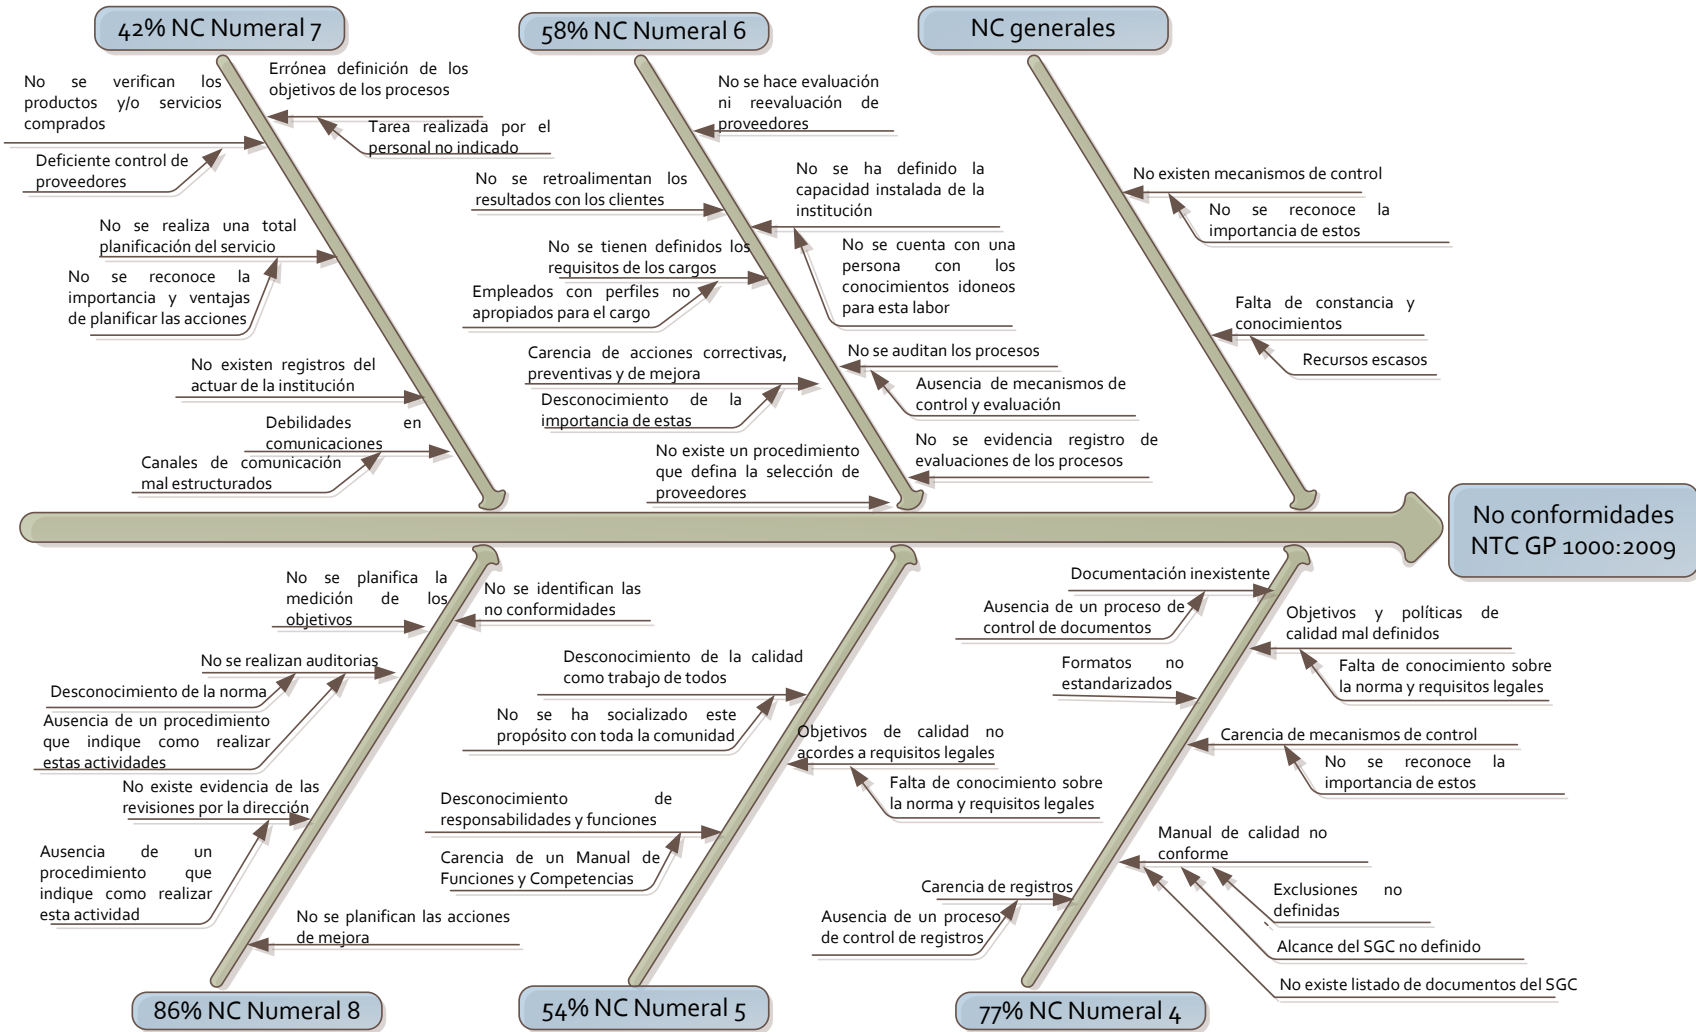 42% NC Numeral 7
58% NC Numeral 6
NC generales
No se verifican los
productos y/o servicios
comprados
Errónea definición de los
objetivos de los procesos
Tarea realizada por el
personal no indicado
Deficiente control de
proveedores
No se realiza una total
planificación del servicio
No se reconoce la
importancia y ventajas
de planificar las acciones
No existen registros del
actuar de la institución
Debilidades en
comunicaciones
Canales de comunicación
mal estructurados
No se hace evaluación
ni reevaluación de
proveedores
No se retroalimentan los
resultados con los clientes
No se ha definido la
capacidad instalada de la
institución
No se cuenta con una
persona con los
conocimientos idoneos
para esta labor
No se tienen definidos los
requisitos de los cargos
Empleados con perfiles no
apropiados para el cargo
Carencia de acciones correctivas,
preventivas y de mejora
Desconocimiento de la
importancia de estas
No se auditan los procesos
Ausencia de mecanismos de
control y evaluación
No existe un procedimiento
que defina la selección de
proveedores
No se evidencia registro de
evaluaciones de los procesos
No existen mecanismos de control
No se reconoce la
importancia de estos
Falta de constancia y
conocimientos
Recursos escasos
No conformidades
NTC GP 1000:2009
No se planifica la
medición de los
objetivos
No se identifican las
no conformidades
No se realizan auditorias
Desconocimiento de la norma
Ausencia de un procedimiento
que indique como realizar
estas actividades
No existe evidencia de las
revisiones por la dirección
Ausencia de un
procedimiento que
indique como realizar
esta actividad
No se planifican las acciones
de mejora
Desconocimiento de la calidad
como trabajo de todos
No se ha socializado este
propósito con toda la comunidad
Objetivos de calidad no
acordes a requisitos legales
Falta de conocimiento sobre
la norma y requisitos legales
Desconocimiento de
responsabilidades y funciones
Carencia de un Manual de
Funciones y Competencias
Documentación inexistente
Ausencia de un proceso de
control de documentos
Objetivos y políticas de
calidad mal definidos
Falta de conocimiento sobre
la norma y requisitos legales
Formatos no
estandarizados
Carencia de mecanismos de control
No se reconoce la
importancia de estos
Manual de calidad no
conforme
Exclusiones no
definidas
Alcance del SGC no definido
No existe listado de documentos del SGC
Carencia de registros
Ausencia de un proceso
de control de registros
86% NC Numeral 8
54% NC Numeral 5
77% NC Numeral 4